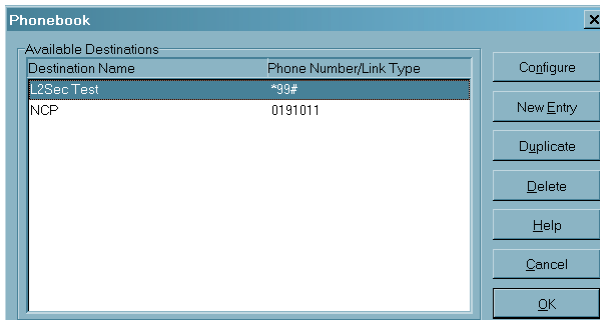 Phonebook
Available Destinations
Destination Name Phone Number/Link Type
L2Sec Test *99#
NCP 0191011
Configure
New Entry
Duplicate
Delete
Help
Cancel
OK